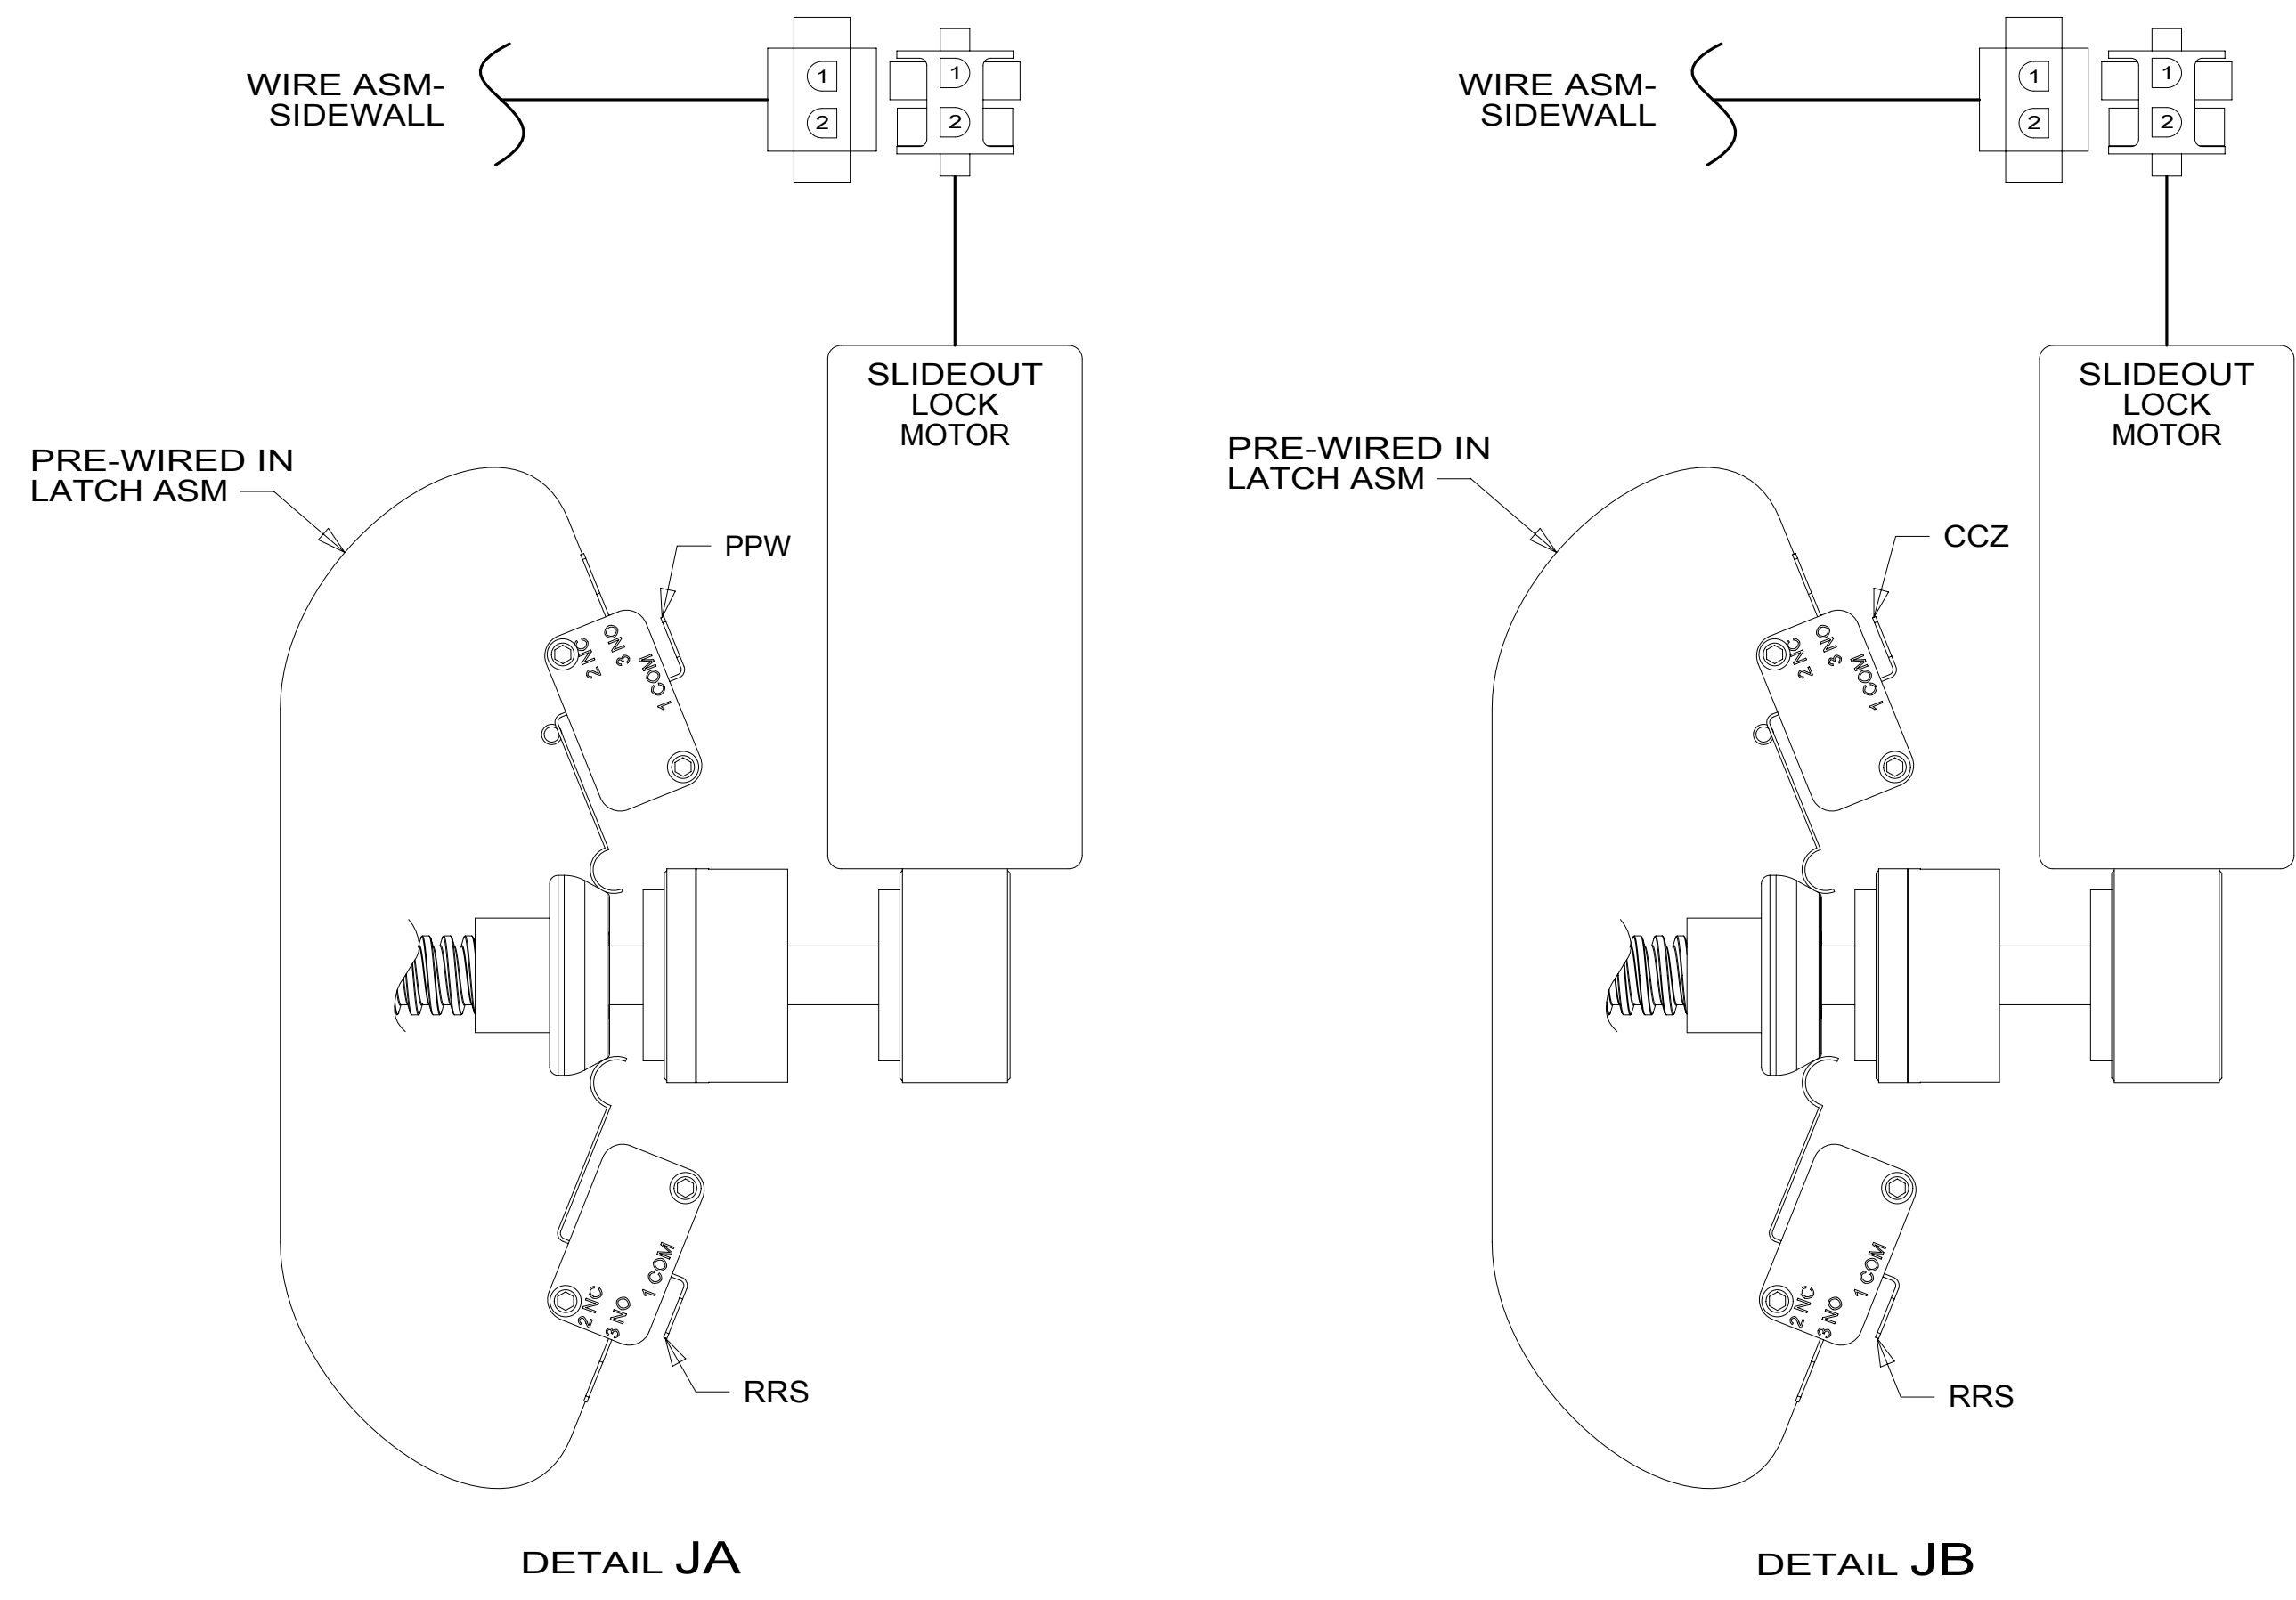 WIRE ASM-
SIDEWALL
1
2
1
2
SLIDEOUT
LOCK
MOTOR
PRE-WIRED IN
LATCH ASM
PPW
2 NC
3 NO
1 COM
1 COM
2 NC
3 NO
RRS
DETAIL JA
WIRE ASM-
SIDEWALL
1
2
1
2
SLIDEOUT
LOCK
MOTOR
PRE-WIRED IN
LATCH ASM
CCZ
2 NC
3 NO
1 COM
1 COM
2 NC
3 NO
RRS
DETAIL JB